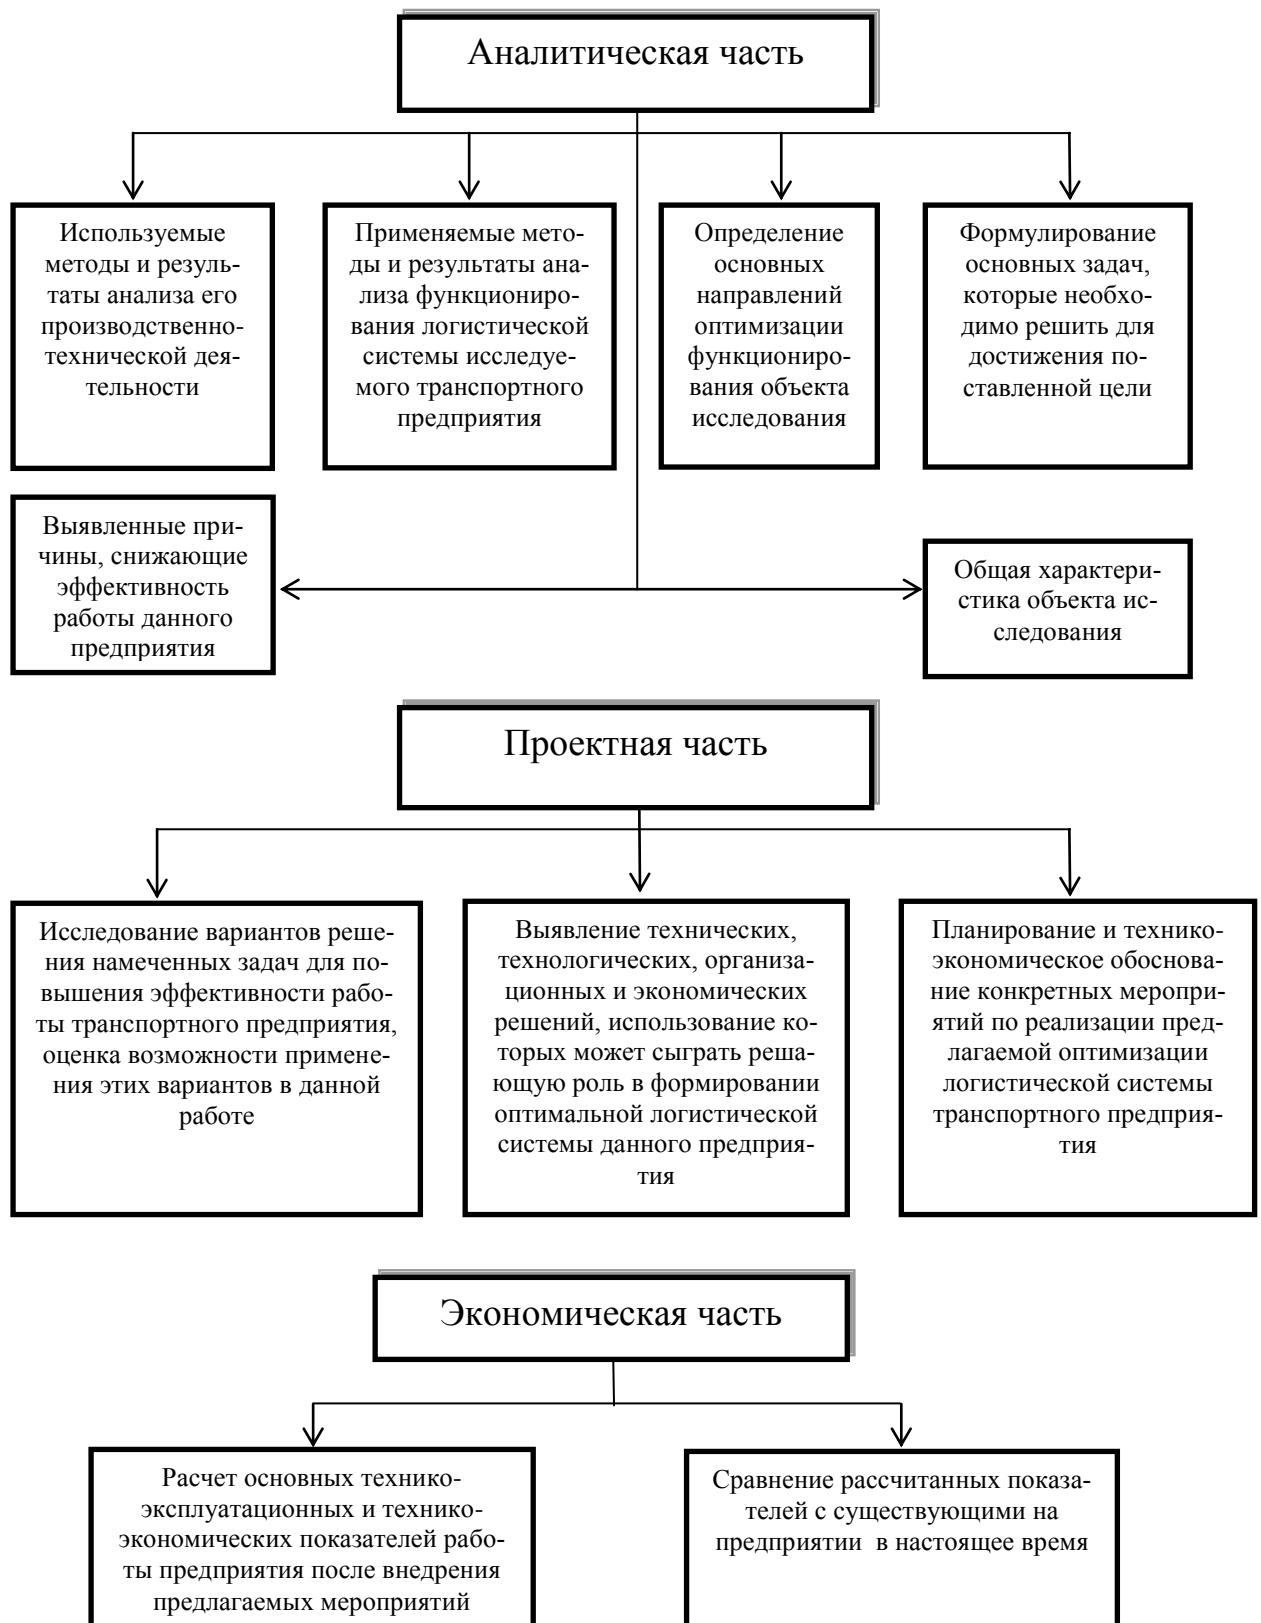 Аналитическая часть
Используемые
методы и резуль-
таты анализа его
производственно-
технической дея-
тельности
Применяемые мето-
ды и результаты ана-
лиза функциониро-
вания логистической
системы исследуе-
мого транспортного
предприятия
Определение
основных
направлений
оптимизации
функциониро-
вания объекта
исследования
Формулирование
основных задач,
которые необхо-
димо решить для
достижения по-
ставленной цели
Выявленные при-
чины, снижающие
эффективность
работы данного
предприятия
Общая характери-
стика объекта ис-
следования
Проектная часть
Исследование вариантов реше-
ния намеченных задач для по-
вышения эффективности рабо-
ты транспортного предприятия,
оценка возможности примене-
ния этих вариантов в данной
работе
Выявление технических,
технологических, организа-
ционных и экономических
решений, использование ко-
торых может сыграть реша-
ющую роль в формировании
оптимальной логистической
системы данного предприя-
тия
Планирование и технико-
экономическое обоснова-
ние конкретных меропри-
ятий по реализации пред-
лагаемой оптимизации
логистической системы
транспортного предприя-
тия
Экономическая часть
Расчет основных технико-
эксплуатационных и технико-
экономических показателей рабо-
ты предприятия после внедрения
предлагаемых мероприятий
Сравнение рассчитанных показа-
телей с существующими на
предприятии в настоящее время